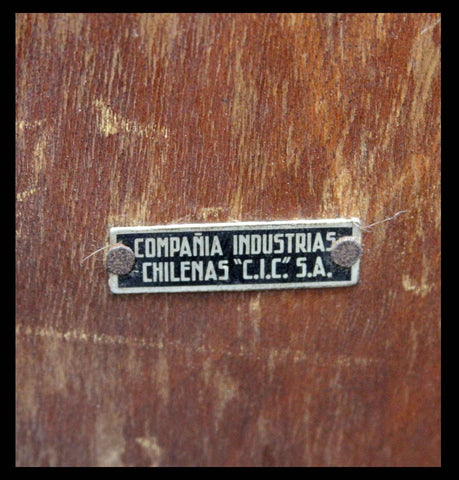 COMPAÑIA INDUSTRIAS
CHILENAS "C.I.C". S.A.